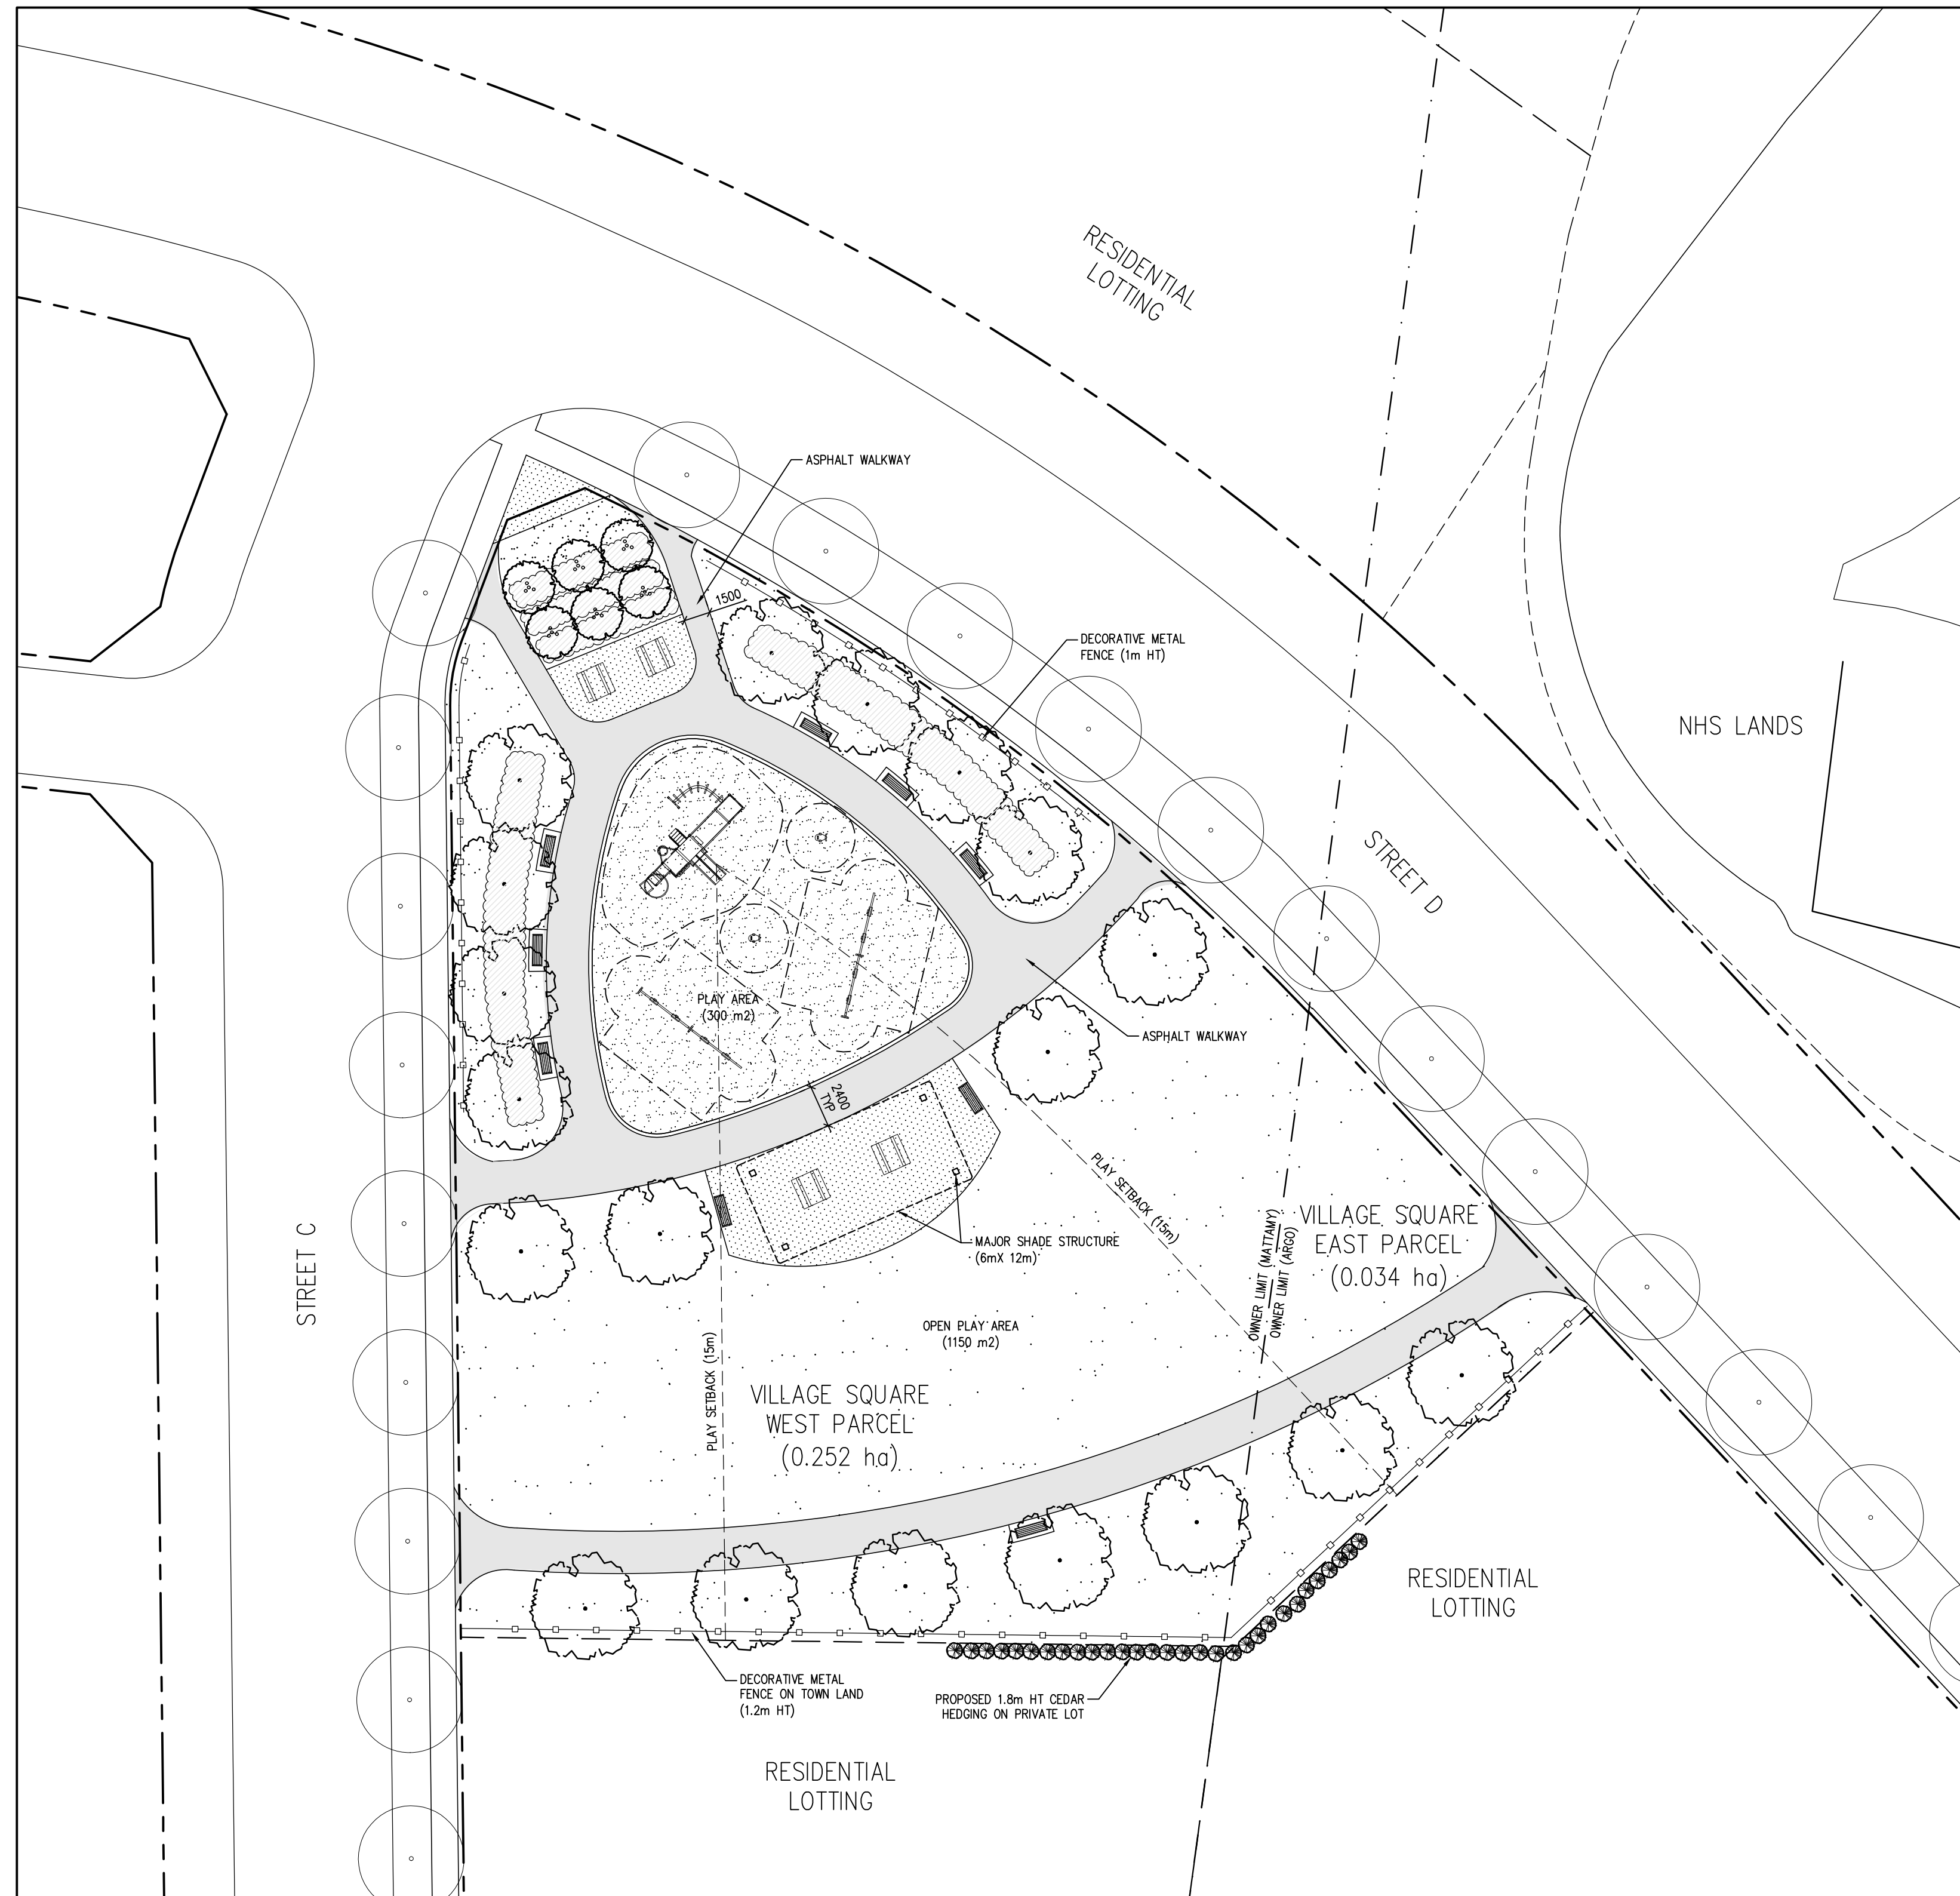 RESIDENTIAL
LOTTING
ASPHALT WALKWAY
1500
DECORATIVE METAL
FENCE (1m HT)
NHS LANDS
STREET D
PLAY AREA
(300 m2)
ASPHALT WALKWAY
2400
TYP
PLAY SETBACK (15m)
VILLAGE SQUARE
EAST PARCEL
(0.034 ha)
OWNER LIMIT (MATTAMY)
OWNER LIMIT (ARGO)
MAJOR SHADE STRUCTURE
(6mX 12m)
STREET C
OPEN PLAY AREA
(1150 m2)
PLAY SETBACK (15m)
VILLAGE SQUARE
WEST PARCEL
(0.252 ha)
RESIDENTIAL
LOTTING
DECORATIVE METAL
FENCE ON TOWN LAND
(1.2m HT)
PROPOSED 1.8m HT CEDAR
HEDGING ON PRIVATE LOT
RESIDENTIAL
LOTTING